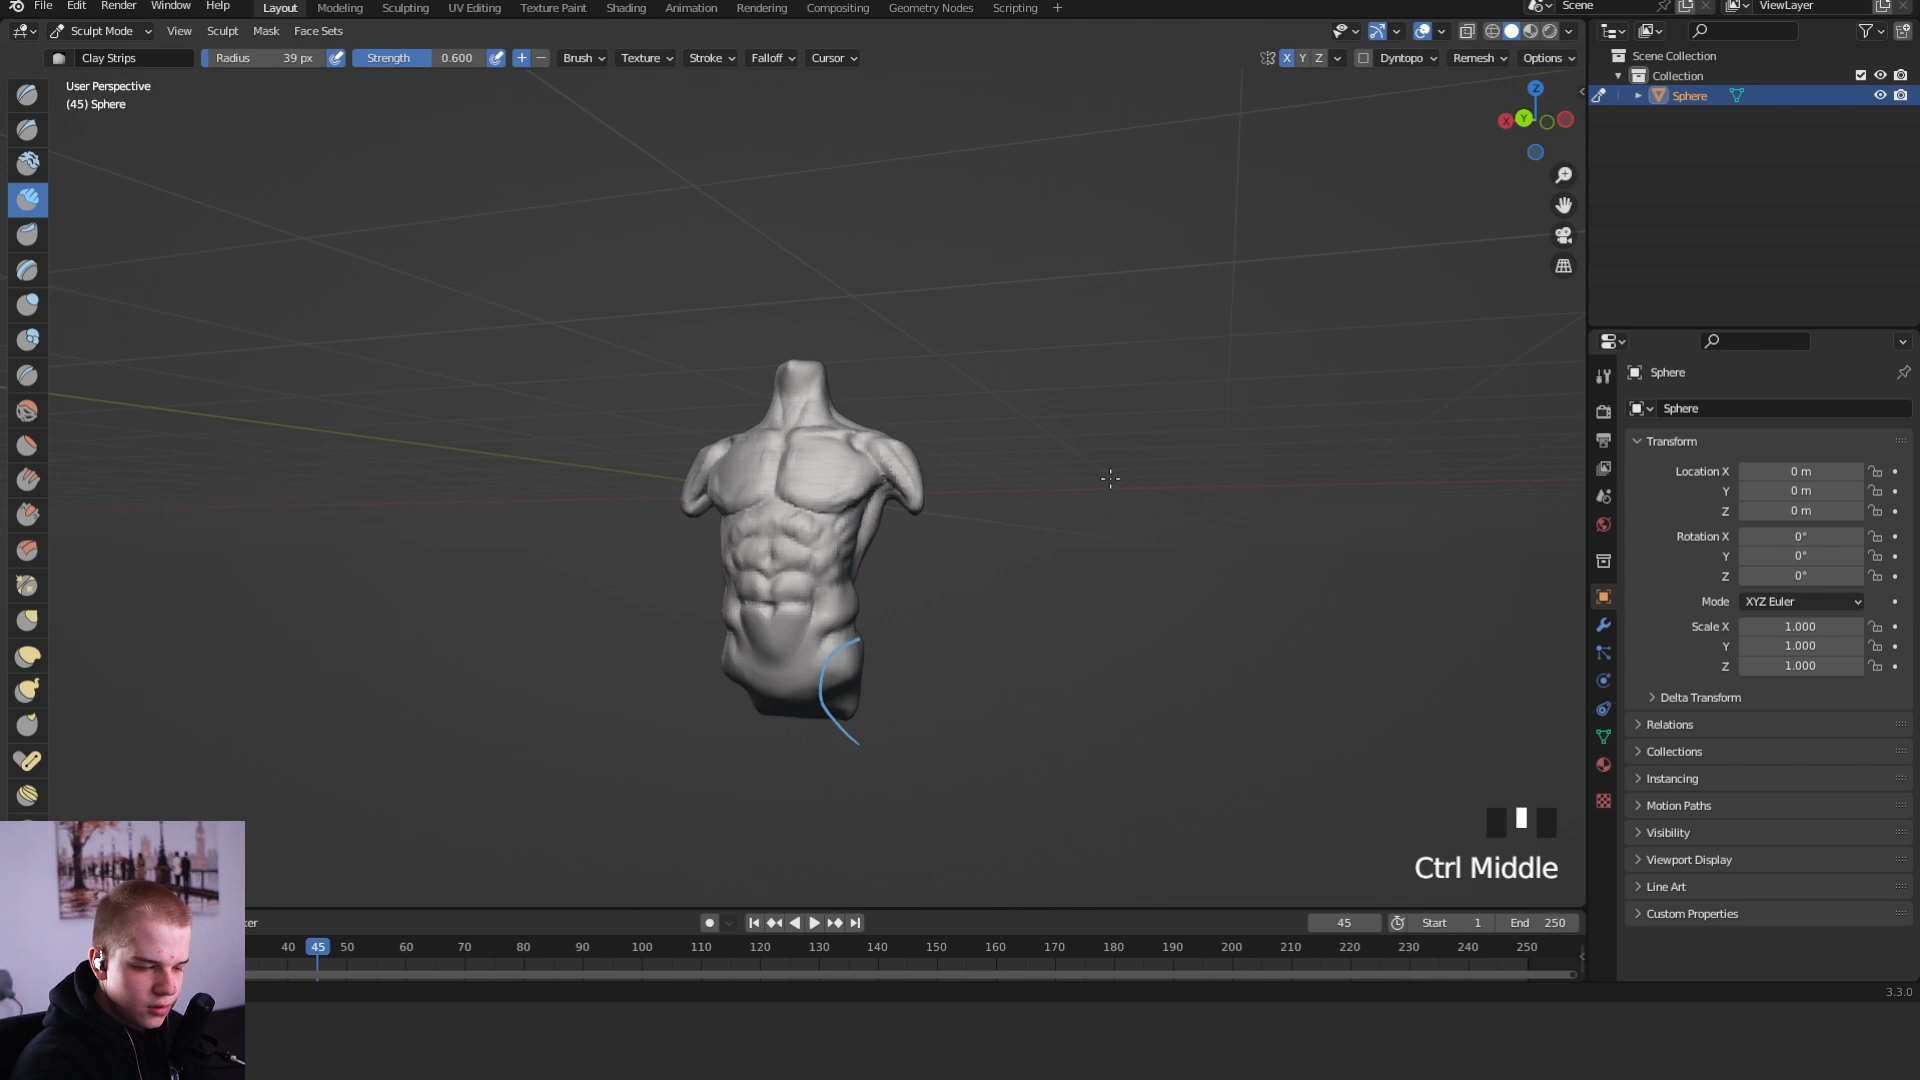 File Edit Render Window Help Layout Modeling Sculpting UV Editing Texture Paint Shading Animation Rendering Compositing Geometry Nodes Scripting + Scene ViewLayer
Sculpt Mode View Sculpt Mask Face Sets
Clay Strips Radius 39 px Strength 0.600 Brush Texture Stroke Falloff Cursor X Y Z Dyntopo Remesh Options
User Perspective
(45) Sphere
Z
X Y
Scene Collection
Collection
Sphere
Sphere
Sphere
Transform
Location X 0 m
Y 0 m
Z 0 m
Rotation X 0°
Y 0°
Z 0°
Mode XYZ Euler
Scale X 1.000
Y 1.000
Z 1.000
Delta Transform
Relations
Collections
Instancing
Motion Paths
Visibility
Viewport Display
Line Art
Custom Properties
Ctrl Middle
ker 45 Start 1 End 250
40 45 50 60 70 80 90 100 110 120 130 140 150 160 170 180 190 200 210 220 230 240 250
3.3.0